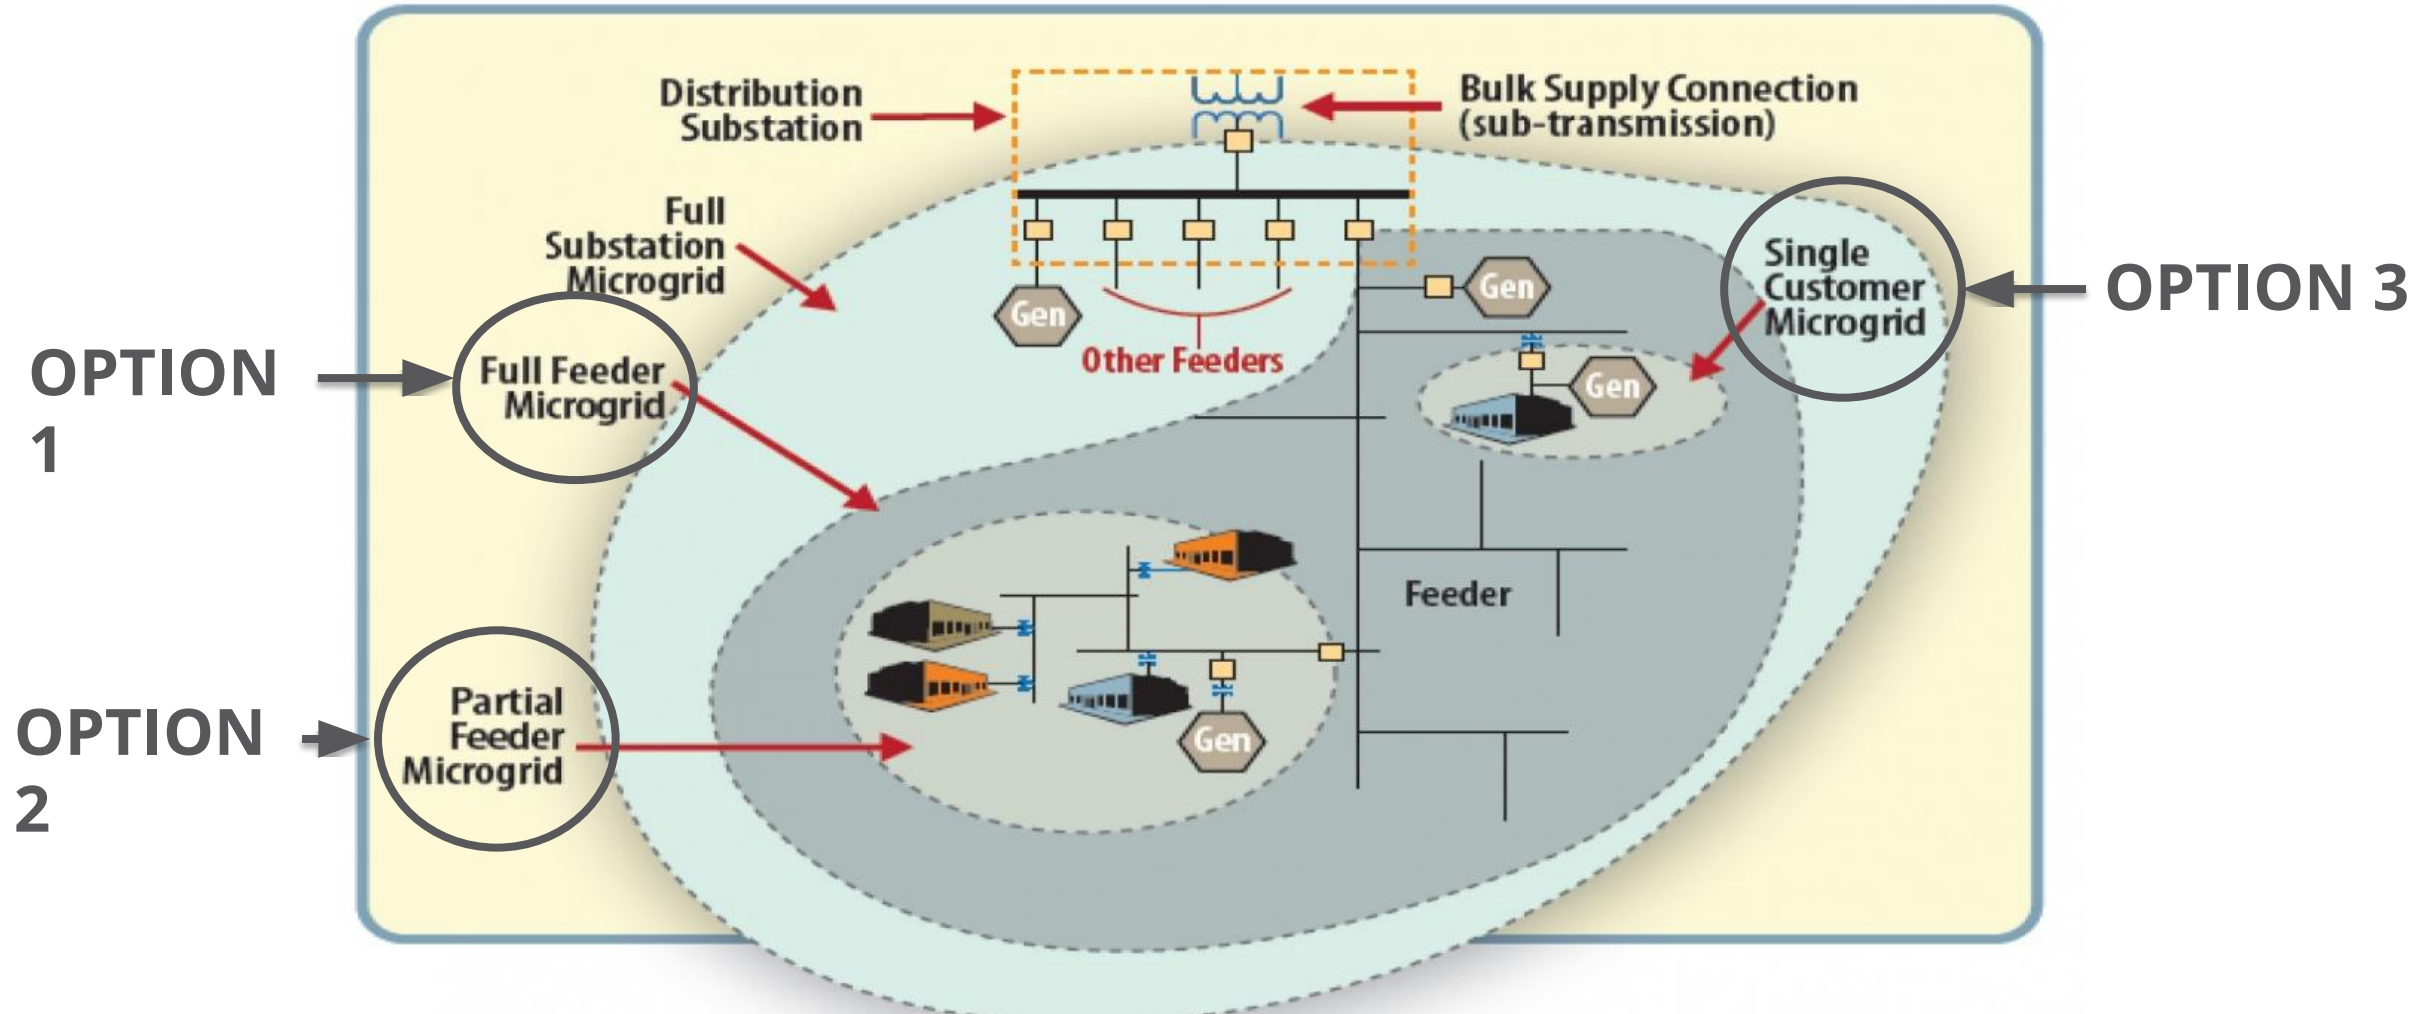 Distribution
Substation
Bulk Supply Connection
(sub-transmission)
Full
Substation
Microgrid
Single
Customer
Microgrid
OPTION 3
Gen
Gen
Other Feeders
OPTION
1
Full Feeder
Microgrid
Gen
Feeder
OPTION
2
Partial
Feeder
Microgrid
Gen